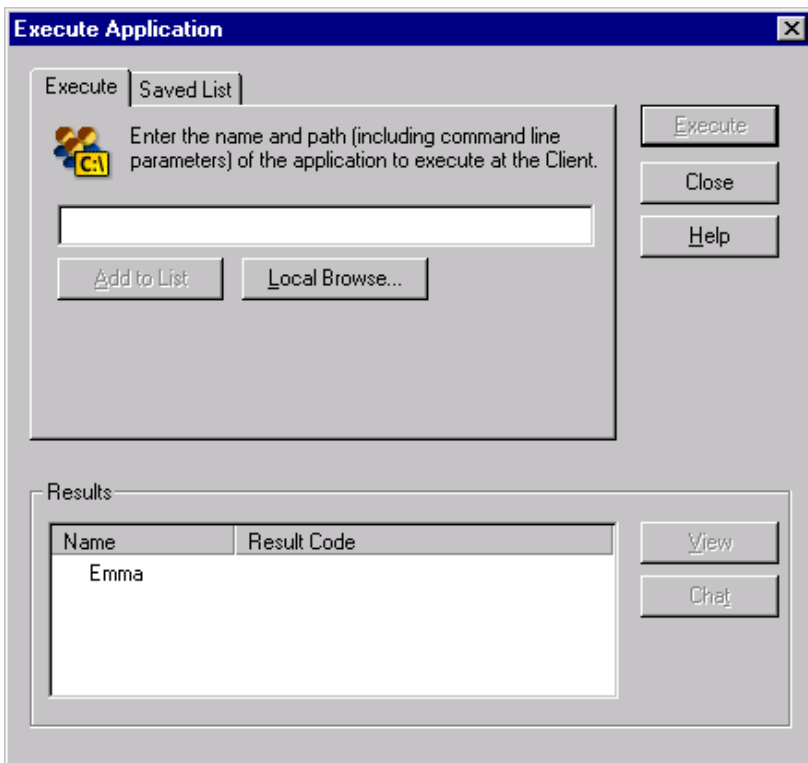 Execute Application
Execute Saved List
Enter the name and path (including command line
parameters) of the application to execute at the Client.
C:\
Execute
Close
Help
Add to List Local Browse...
Results
Name Result Code
Emma
View
Chat